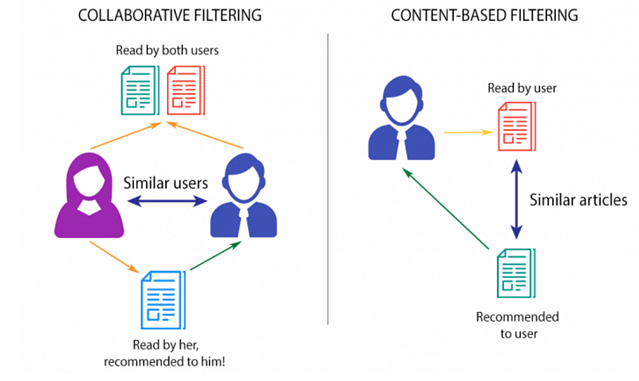 COLLABORATIVE FILTERING
Read by both users
Similar users
Read by her,
recommended to him!
CONTENT-BASED FILTERING
Read by user
Similar articles
Recommended
to user